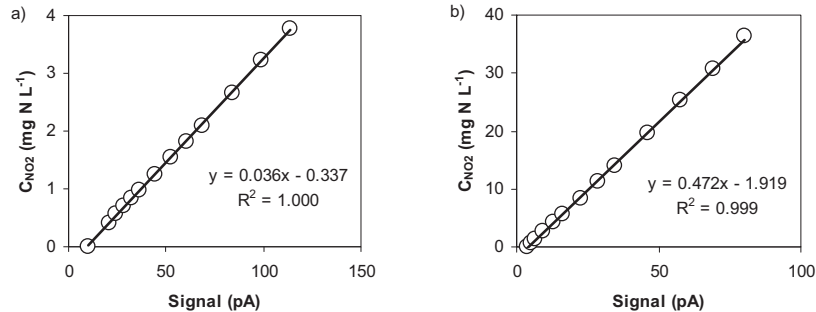 a)
C_NO2 (mg N L^-1)
4
3
2
1
0
y = 0.036x - 0.337
R^2 = 1.000
0 50 100 150
Signal (pA)
b)
C_NO2 (mg N L^-1)
40
30
20
10
0
y = 0.472x - 1.919
R^2 = 0.999
0 50 100
Signal (pA)